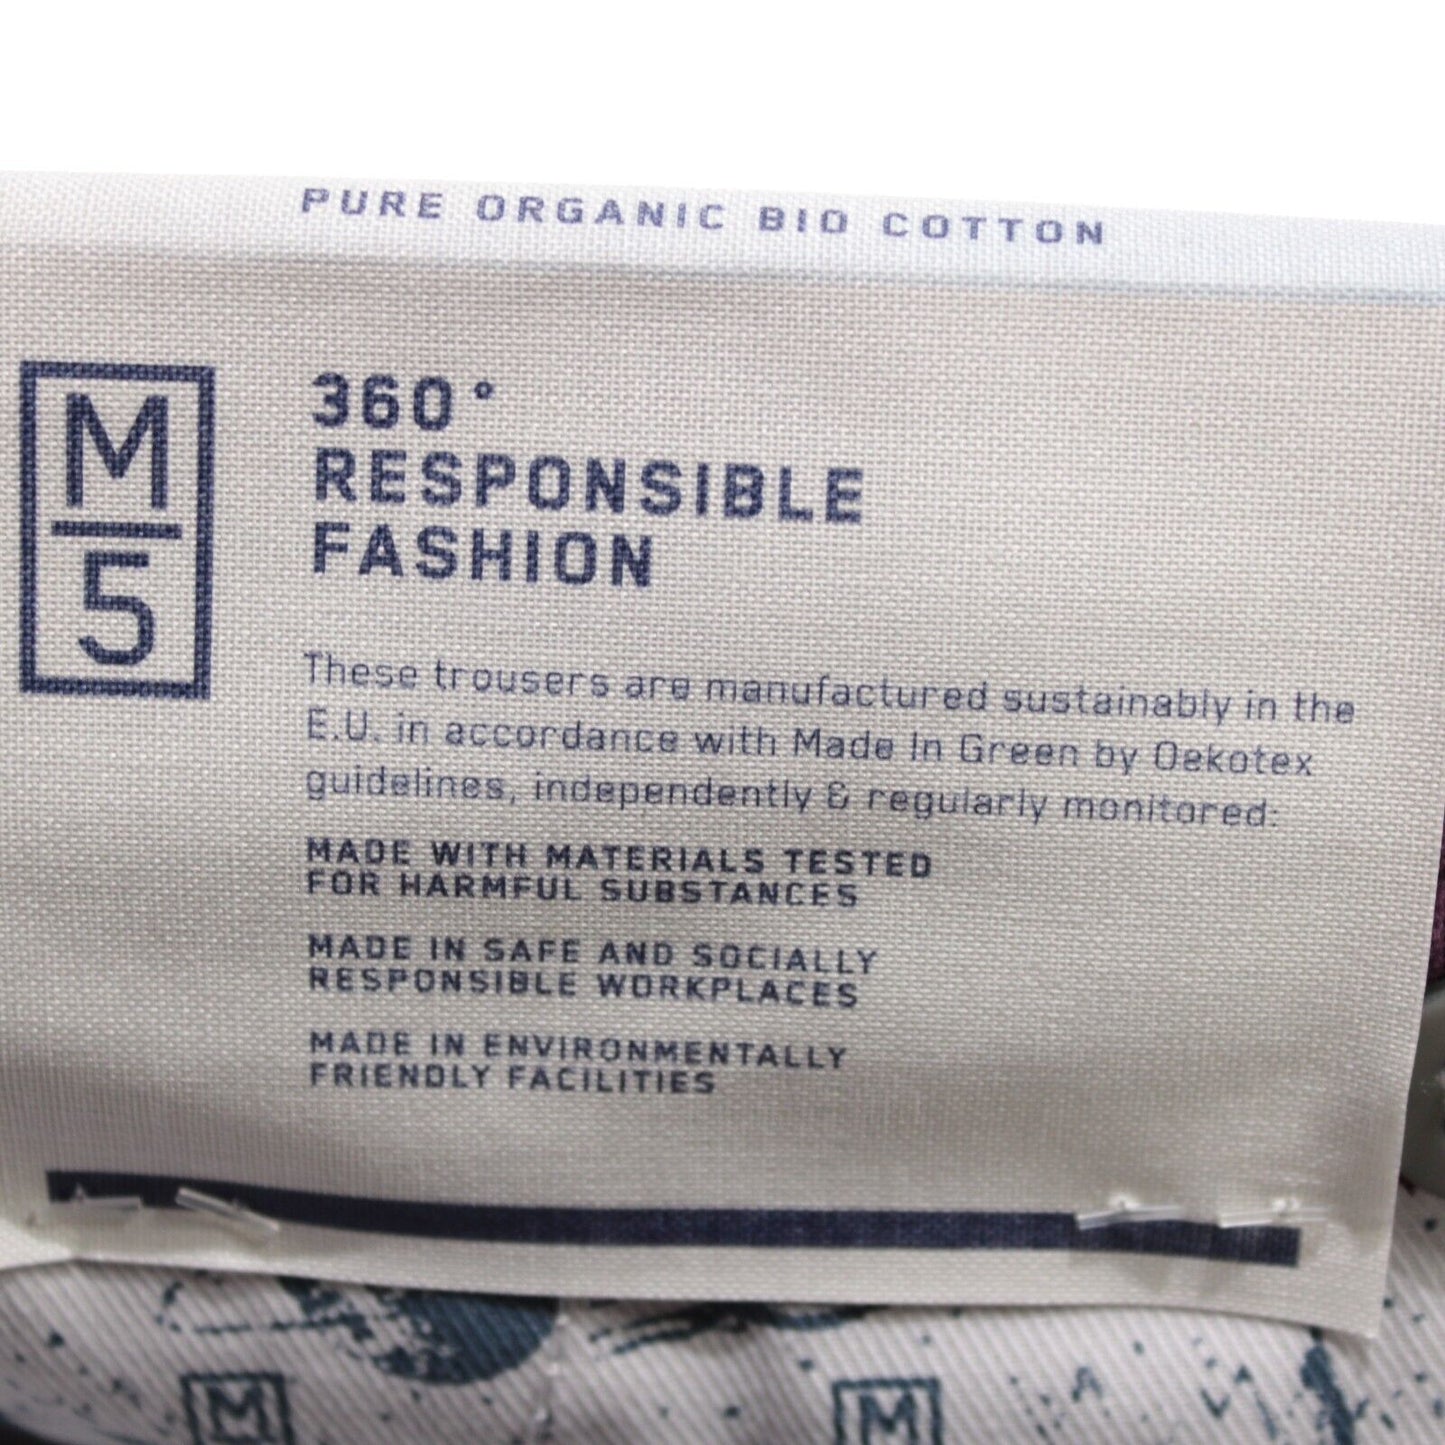 PURE ORGANIC BIO COTTON
M
5
360°
RESPONSIBLE
FASHION
These trousers are manufactured sustainably in the
E.U. in accordance with Made In Green by Oekotex
guidelines, independently & regularly monitored:
MADE WITH MATERIALS TESTED
FOR HARMFUL SUBSTANCES
MADE IN SAFE AND SOCIALLY
RESPONSIBLE WORKPLACES
MADE IN ENVIRONMENTALLY
FRIENDLY FACILITIES
M
M